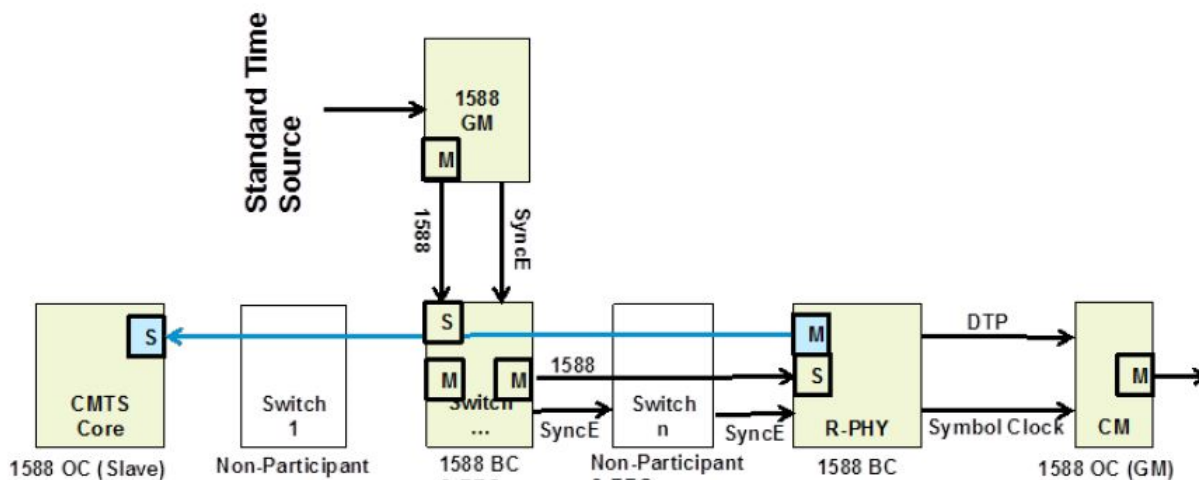 Standard Time
Source
1588
GM
M
1588
SyncE
S
S
M
DTP
M
M
1588
S
M
CMTS
Core
Switch
1
Switch
...
SyncE
Switch
n
SyncE
R-PHY
Symbol Clock
CM
1588 OC (Slave)
Non-Participant
1588 BC
Non-Participant
1588 BC
1588 OC (GM)